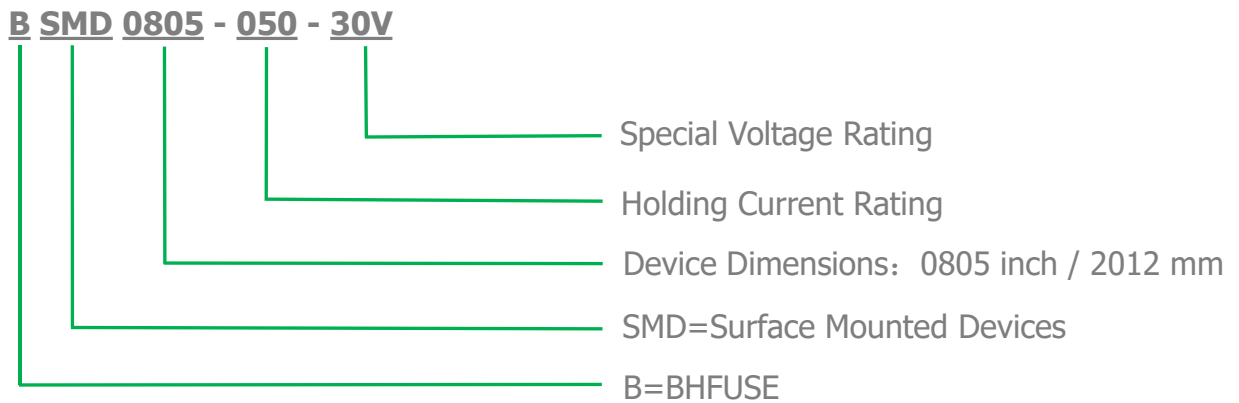 B SMD 0805 - 050 - 30V
Special Voltage Rating
Holding Current Rating
Device Dimensions：0805 inch / 2012 mm
SMD=Surface Mounted Devices
B=BHFUSE